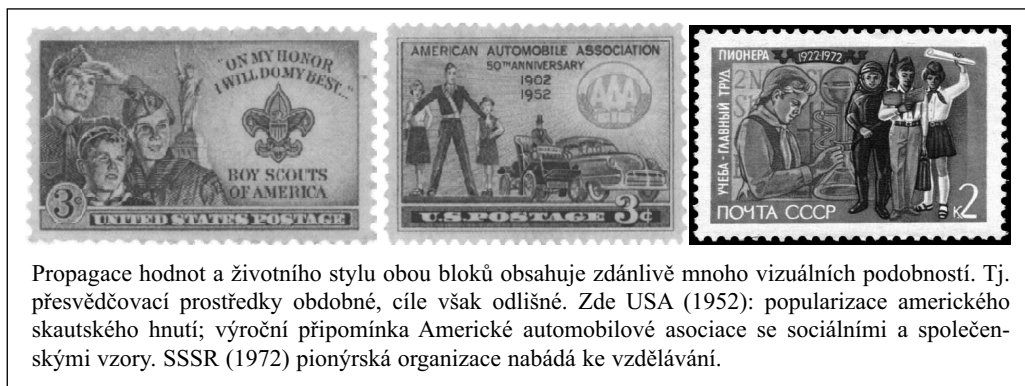 "ON MY HONOR
I WILL DO MY BEST..."
BOY SCOUTS
OF AMERICA
3¢
UNITED STATES POSTAGE
AMERICAN AUTOMOBILE ASSOCIATION
50TH ANNIVERSARY
1902
1952
AAA
U.S. POSTAGE 3¢
ПИОНЕРА
1922·1972
УЧЕБА-ГЛАВНЫЙ ТРУД
ПОЧТА СССР
К2
Propagace hodnot a životního stylu obou bloků obsahuje zdánlivě mnoho vizuálních podobností. Tj.
přesvědčovací prostředky obdobné, cíle však odlišné. Zde USA (1952): popularizace amerického
skautského hnutí; výroční připomínka Americké automobilové asociace se sociálními a společen-
skými vzory. SSSR (1972) pionýrská organizace nabádá ke vzdělávání.